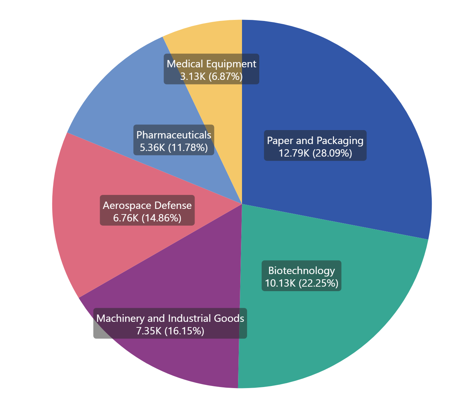 Medical Equipment
3.13K (6.87%)
Paper and Packaging
12.79K (28.09%)
Pharmaceuticals
5.36K (11.78%)
Aerospace Defense
6.76K (14.86%)
Biotechnology
10.13K (22.25%)
Machinery and Industrial Goods
7.35K (16.15%)